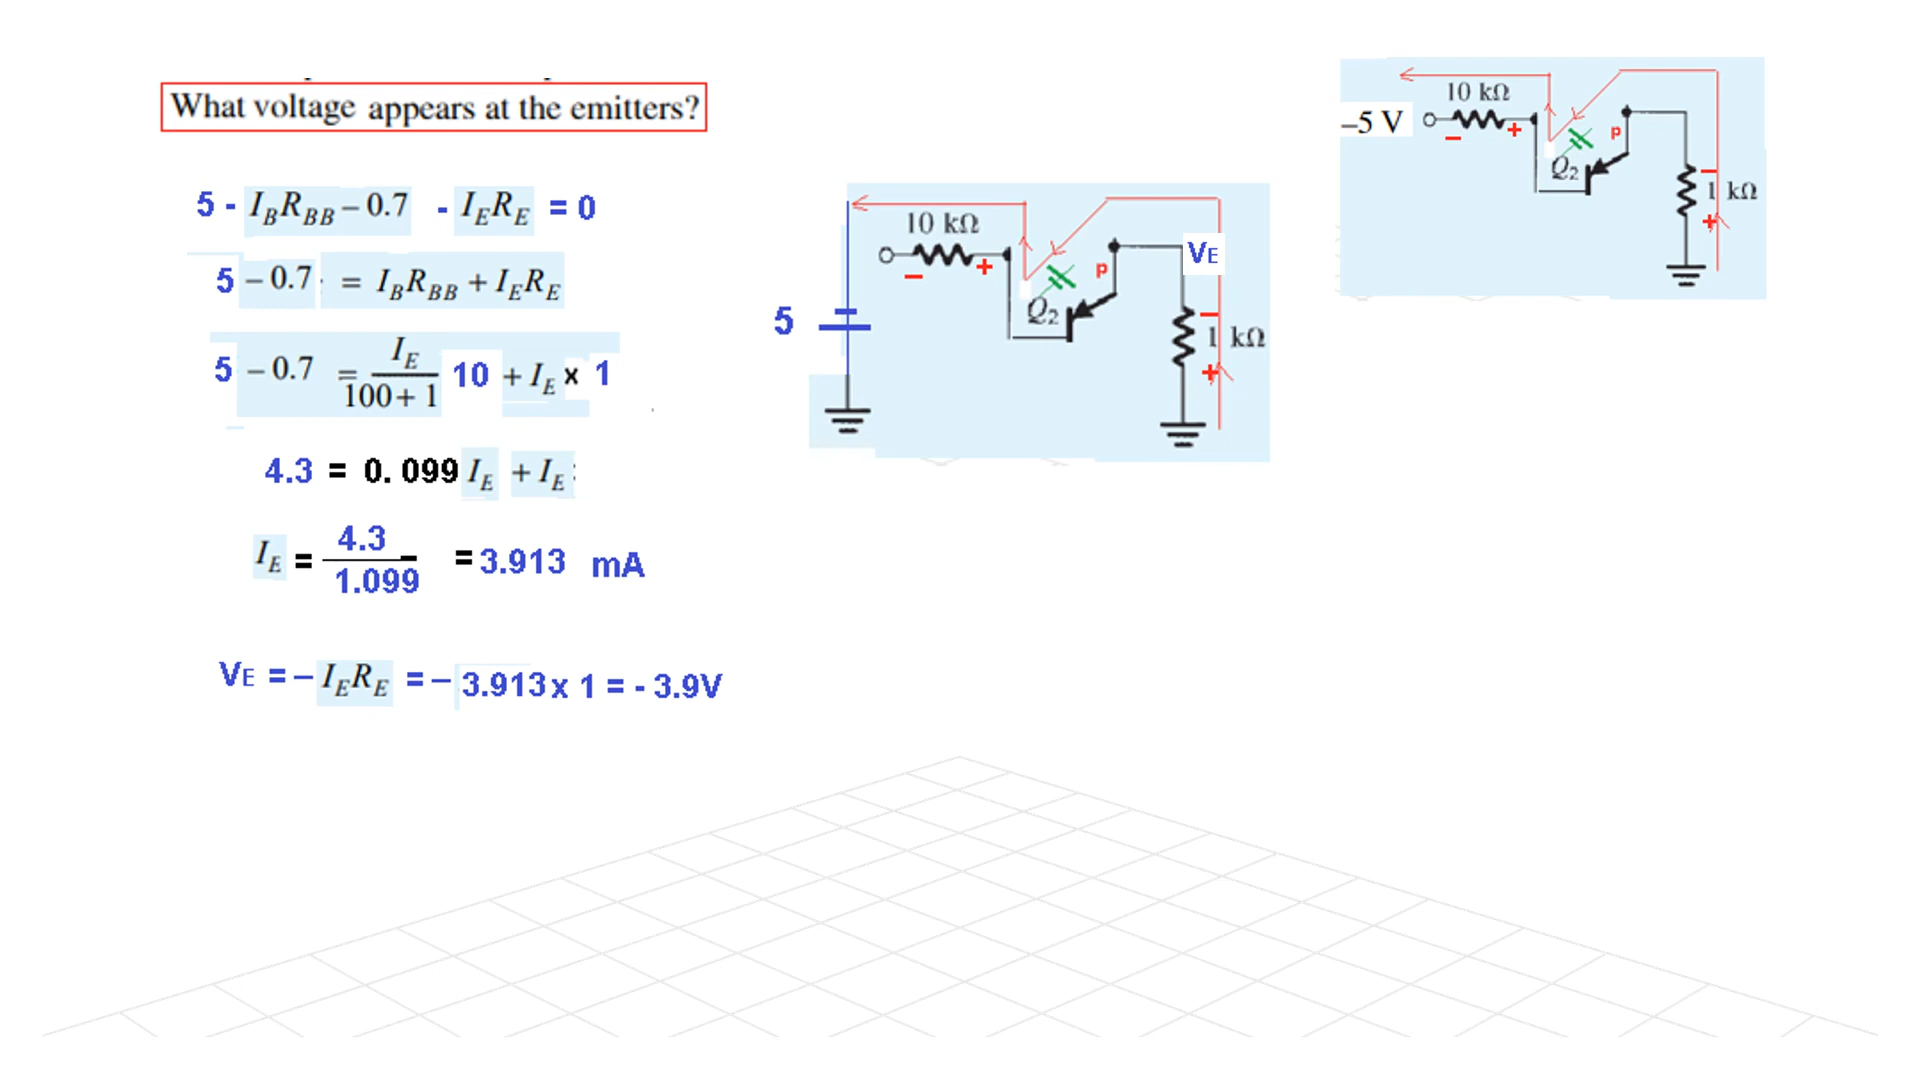 What voltage appears at the emitters?
5 - I_B R_BB – 0.7 - I_E R_E = 0
5 – 0.7 = I_B R_BB + I_E R_E
5 – 0.7 = I_E / 100 + 1 10 + I_E x 1
4.3 = 0. 099 I_E + I_E
I_E = 4.3 / 1.099 = 3.913 mA
VE = – I_E R_E = – 3.913 x 1 = - 3.9V
10 kΩ
VE
– + p
Q2
5
–
1 kΩ
+
10 kΩ
–5 V
– + p
Q2
–
1 kΩ
+